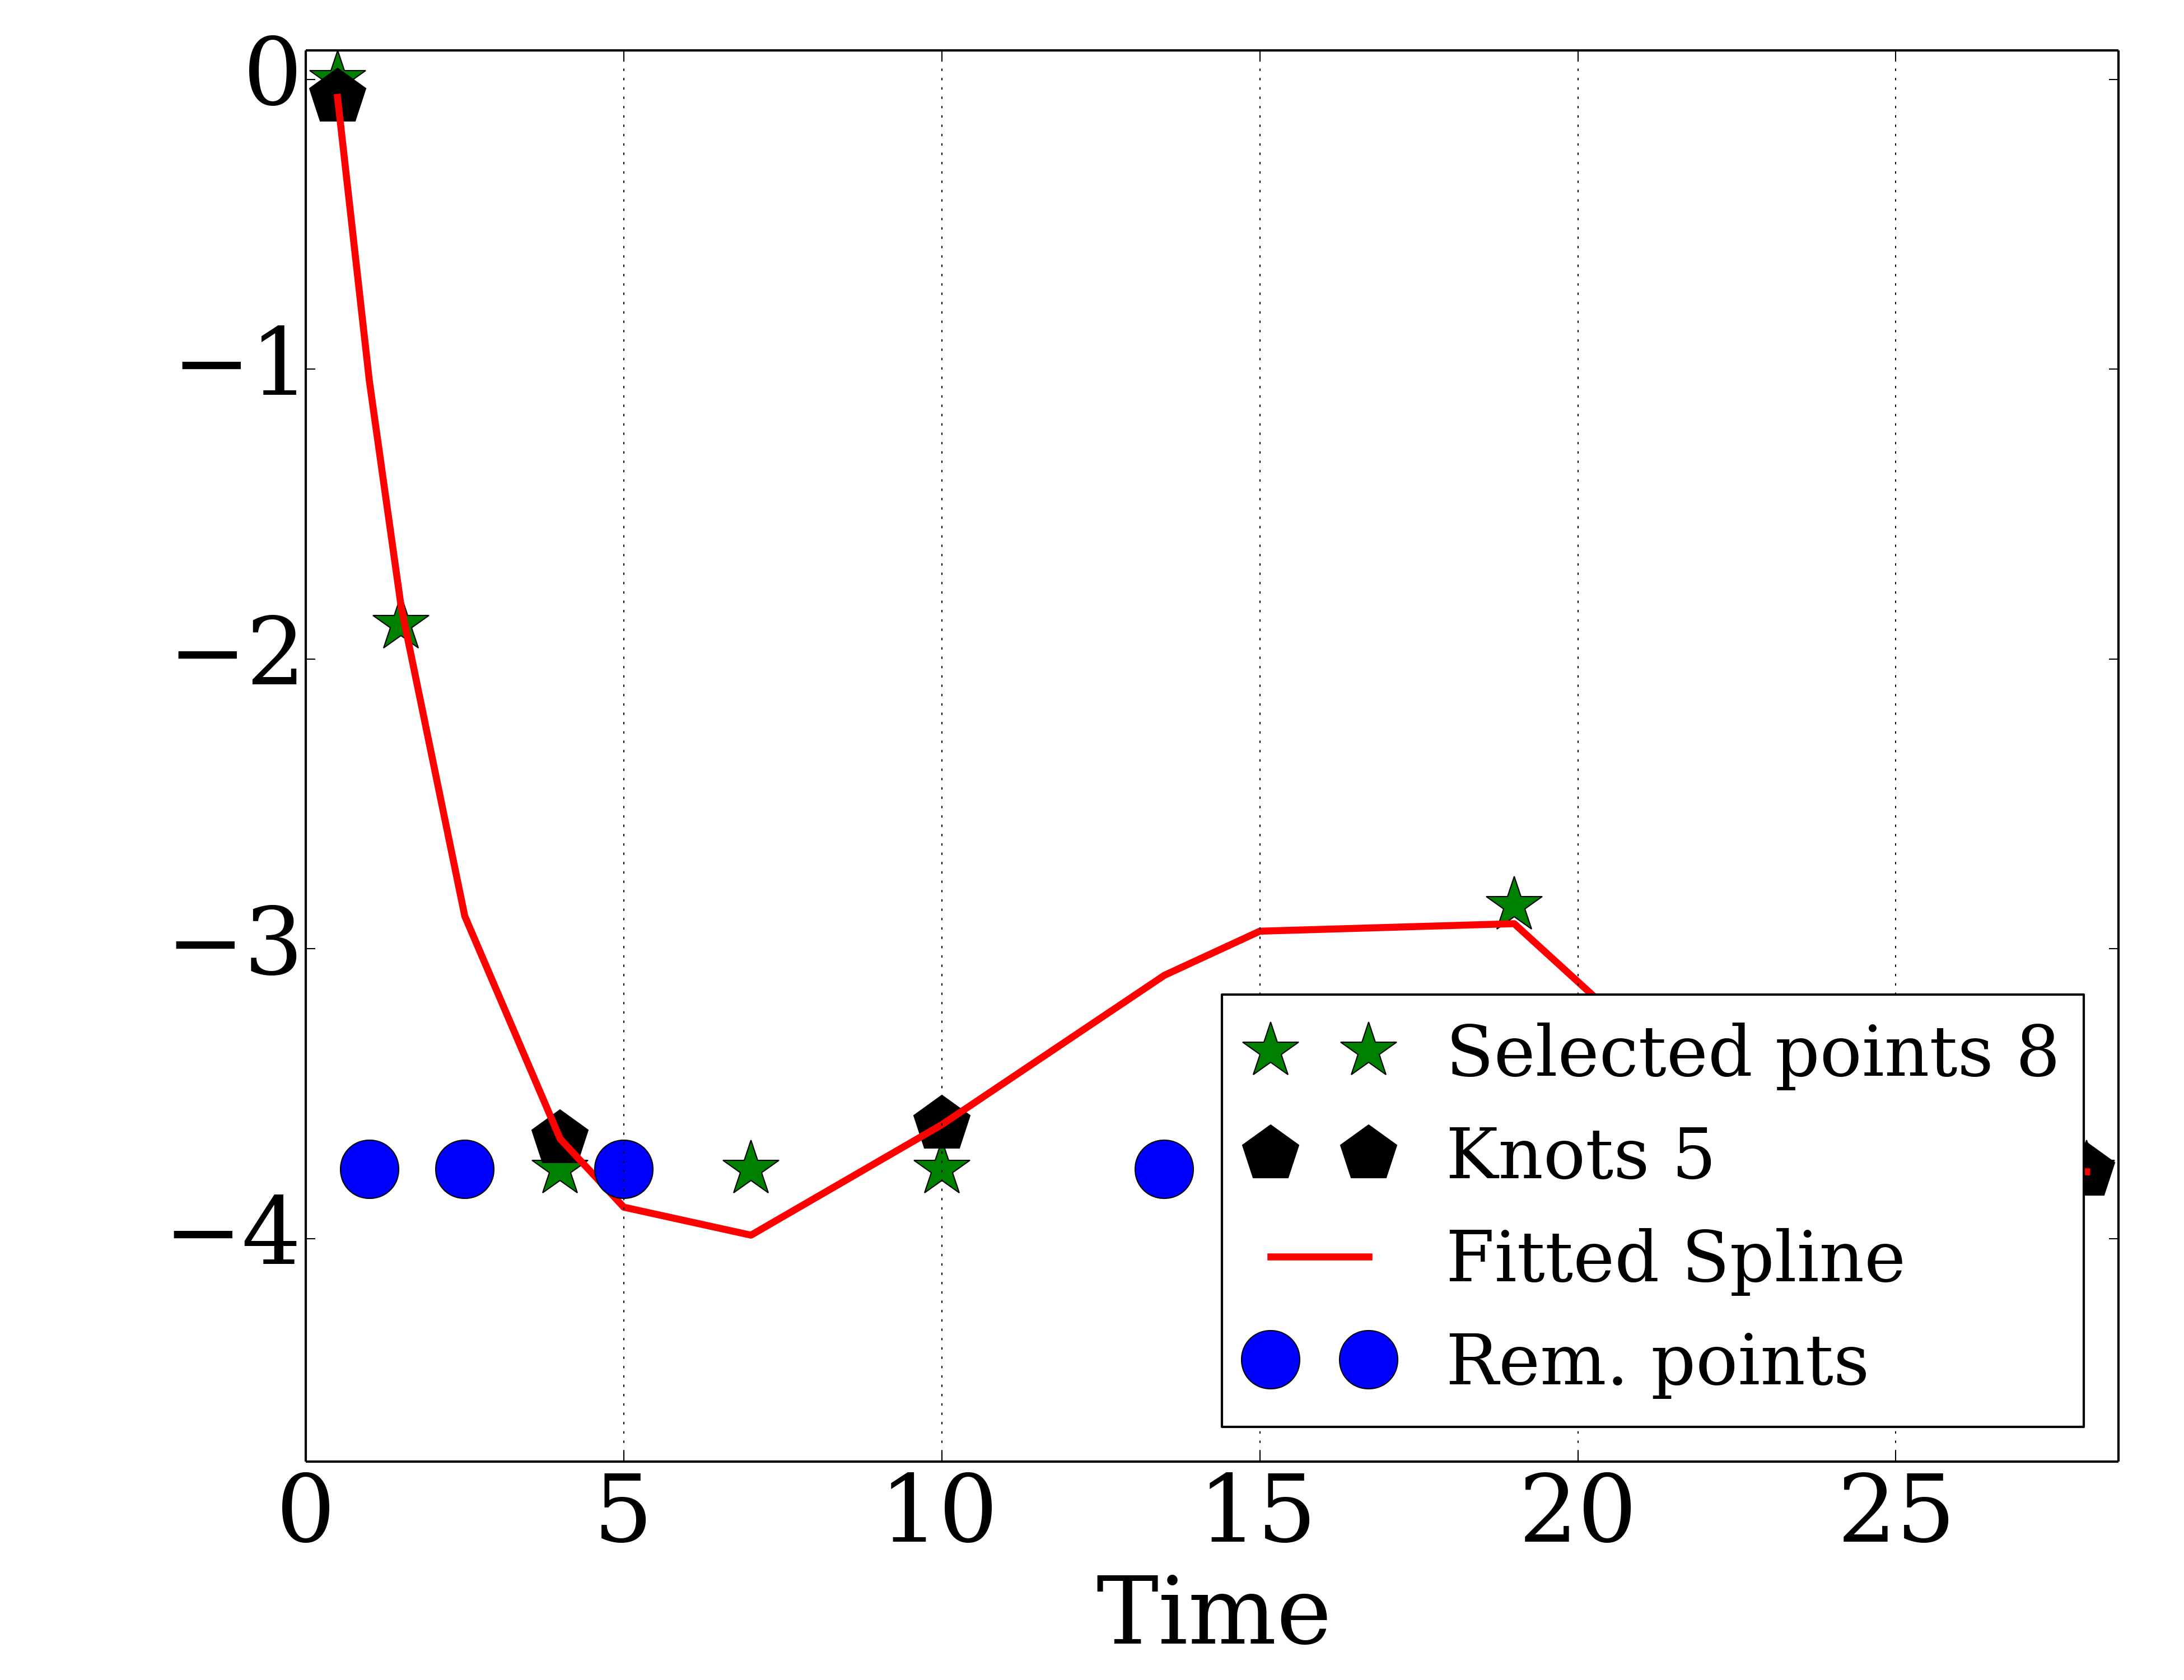 0
−1
−2
−3
−4
Selected points 8
Knots 5
Fitted Spline
Rem. points
0 5 10 15 20 25
Time